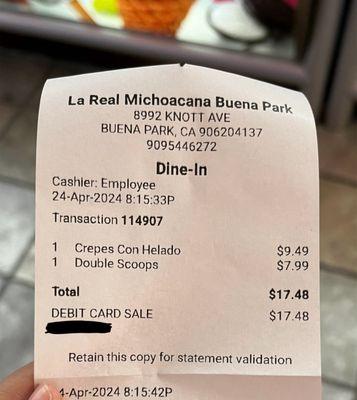 La Real Michoacana Buena Park
8992 KNOTT AVE
BUENA PARK, CA 906204137
9095446272
Dine-In
Cashier: Employee
24-Apr-2024 8:15:33P
Transaction 114907
1 Crepes Con Helado $9.49
1 Double Scoops $7.99
Total $17.48
DEBIT CARD SALE $17.48
Retain this copy for statement validation
4-Apr-2024 8:15:42P